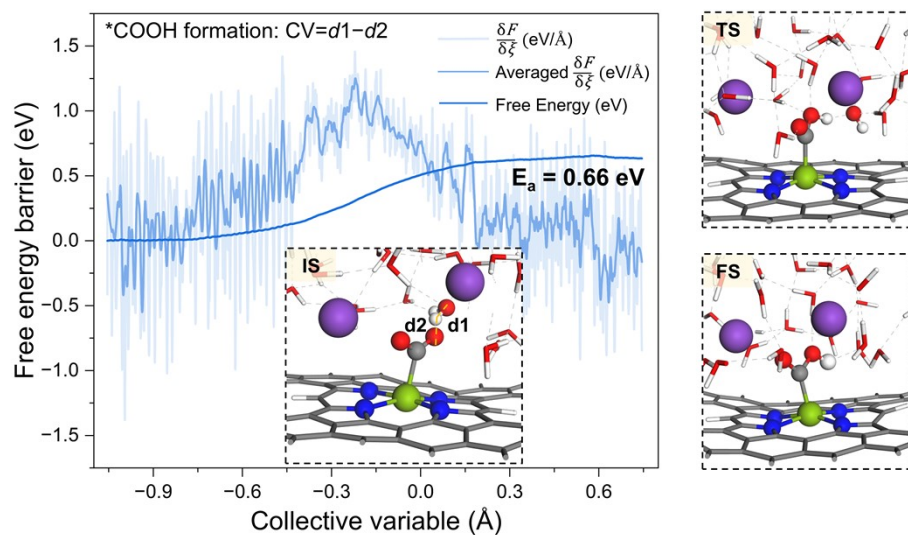 *COOH formation: CV=d1−d2
δF/δξ (eV/Å)
Averaged δF/δξ (eV/Å)
Free Energy (eV)
Eₐ = 0.66 eV
Free energy barrier (eV)
1.5
1.0
0.5
0.0
−0.5
−1.0
−1.5
IS
d2
d1
−0.9
−0.6
−0.3
0.0
0.3
0.6
Collective variable (Å)
TS
FS